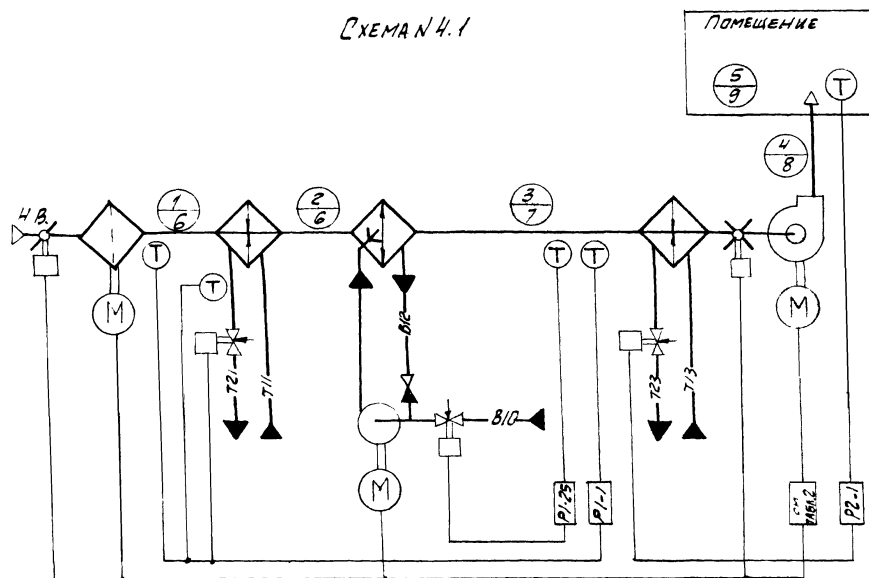 СХЕМА N 4.1
ПОМЕЩЕНИЕ
5
9
Т
4
8
4 В.
1
6
2
6
3
7
Т
Т
Т
Т
М
М
М
Т21
Т11
В12
В10
Т23
Т13
Р1-25
Р1-1
СМ. ТАБЛ.2
Р2-1